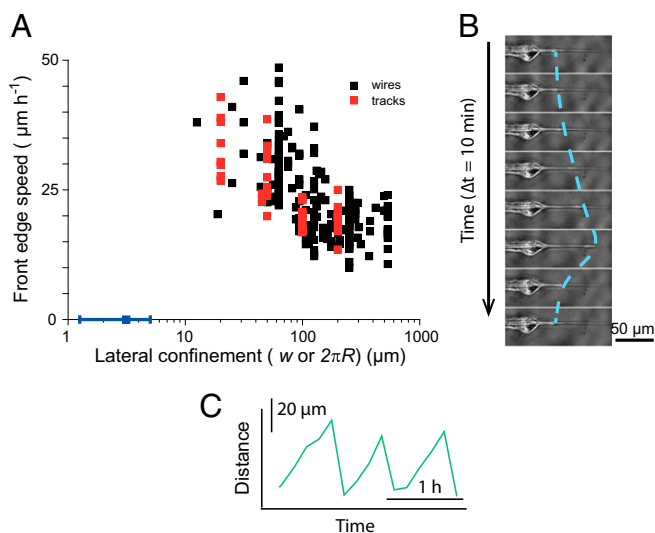 A
Front edge speed ( µm h-1)
50
25
0
1
10
100
1000
Lateral confinement ( w or 2πR) (µm)
wires
tracks
B
Time (Δt = 10 min)
50 µm
C
20 µm
Distance
1 h
Time